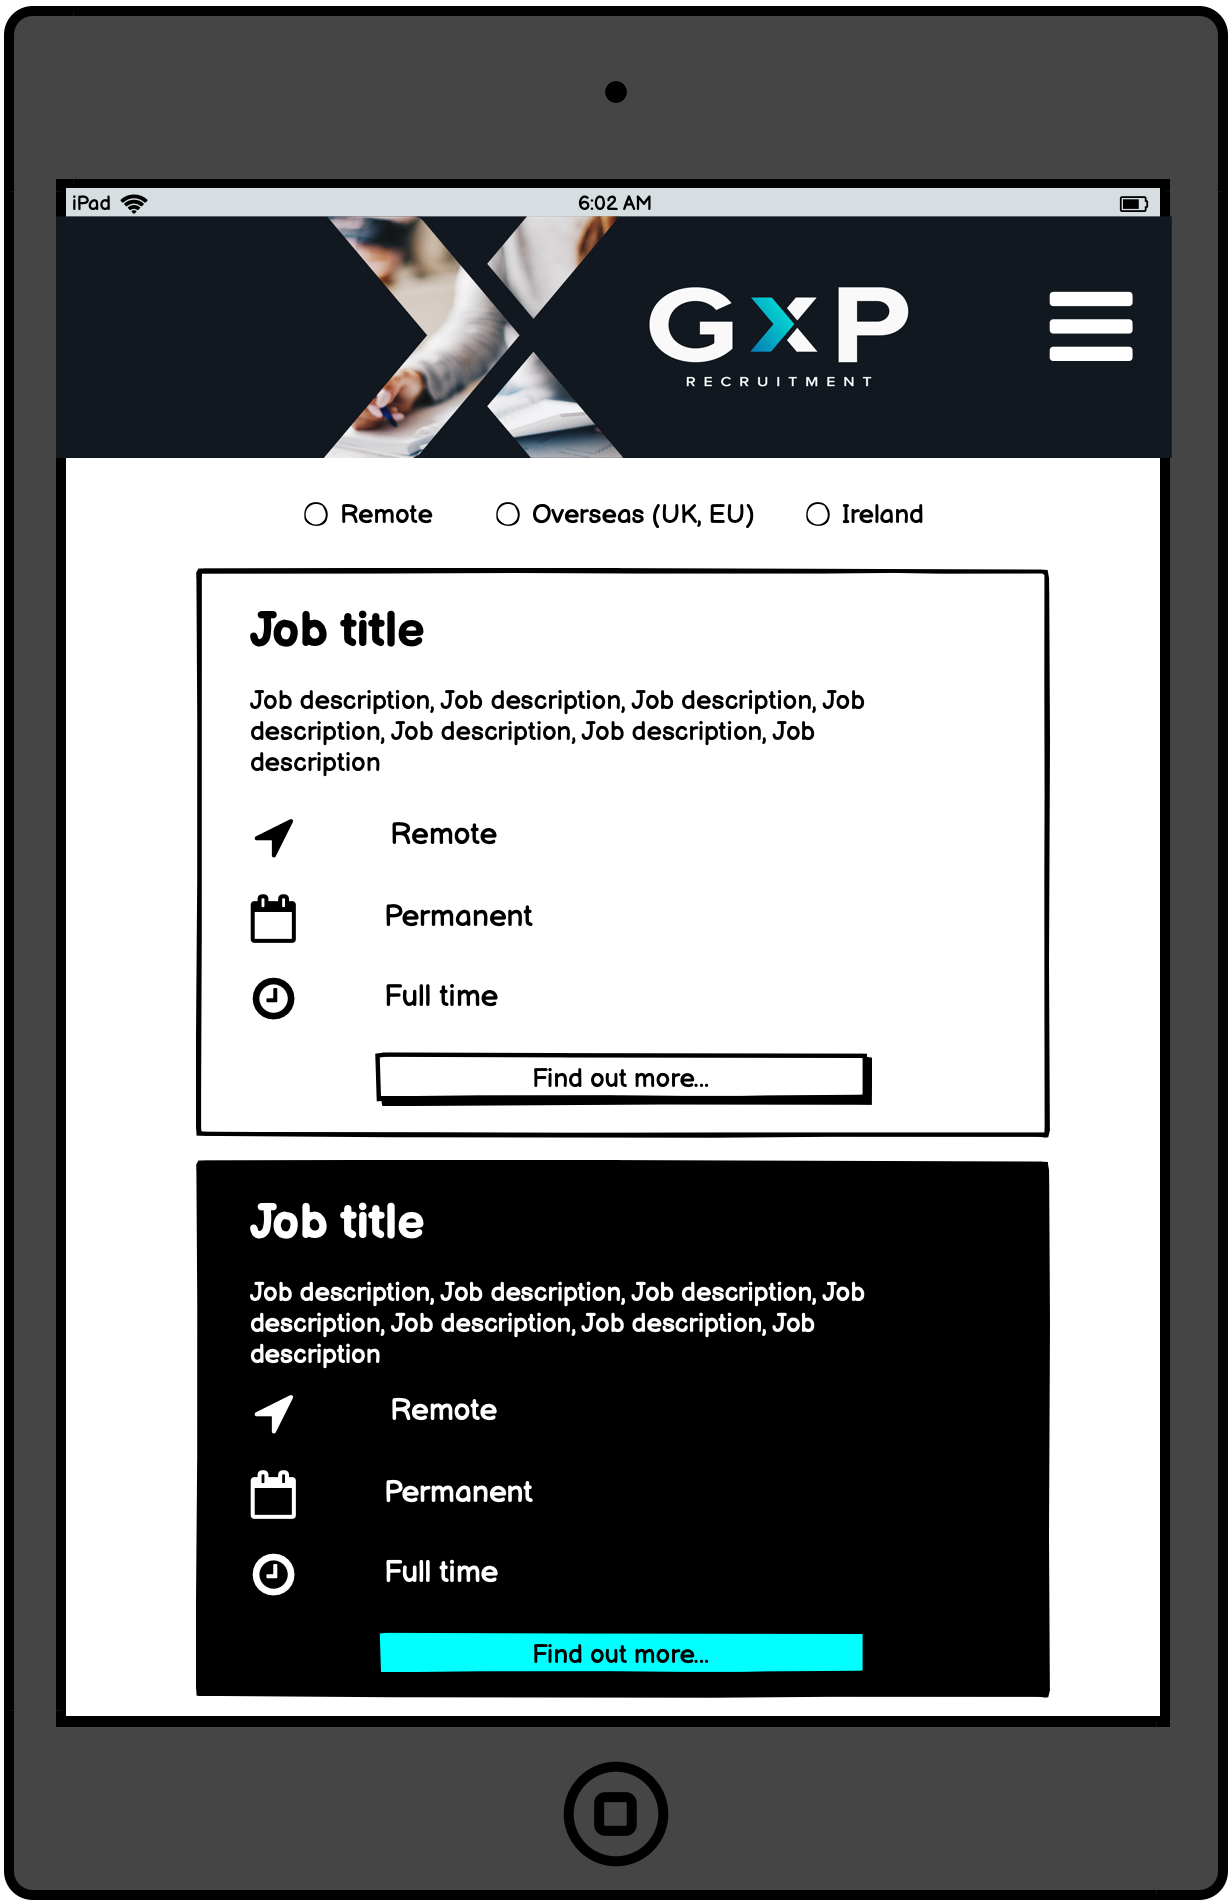 iPad 6:02 AM
GxP
RECRUITMENT
Remote Overseas (UK, EU) Ireland
Job title
Job description, Job description, Job description, Job
description, Job description, Job description, Job
description
Remote
Permanent
Full time
Find out more...
Job title
Job description, Job description, Job description, Job
description, Job description, Job description, Job
description
Remote
Permanent
Full time
Find out more...